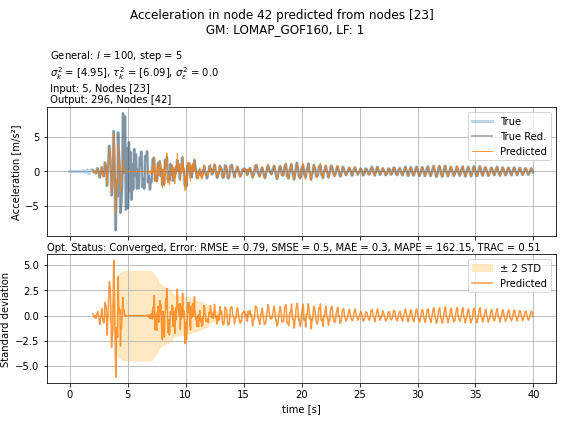 Acceleration in node 42 predicted from nodes [23]
GM: LOMAP_GOF160, LF: 1
General: l = 100, step = 5
σ²ₖ = [4.95], τ²ₖ = [6.09], σ²ε = 0.0
Input: 5, Nodes [23]
Output: 296, Nodes [42]
Acceleration [m/s²]
5
0
−5
True
True Red.
Predicted
Opt. Status: Converged, Error: RMSE = 0.79, SMSE = 0.5, MAE = 0.3, MAPE = 162.15, TRAC = 0.51
Standard deviation
5.0
2.5
0.0
−2.5
−5.0
± 2 STD
Predicted
0 5 10 15 20 25 30 35 40
time [s]